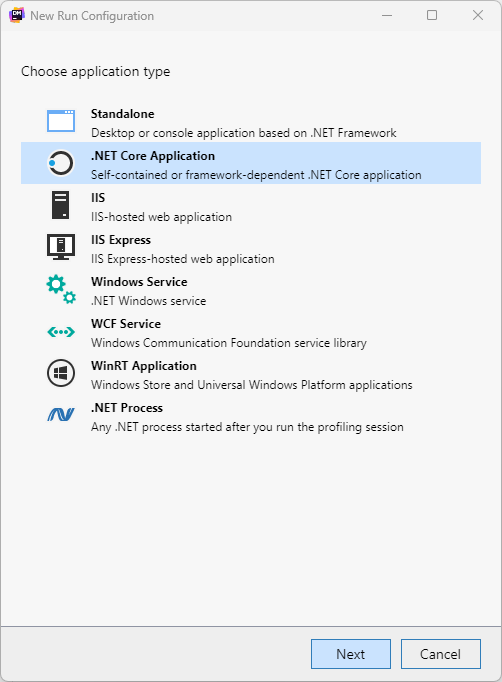 DM
New Run Configuration
Choose application type
Standalone
Desktop or console application based on .NET Framework
.NET Core Application
Self-contained or framework-dependent .NET Core application
IIS
IIS-hosted web application
IIS Express
IIS Express-hosted web application
Windows Service
.NET Windows service
WCF Service
Windows Communication Foundation service library
WinRT Application
Windows Store and Universal Windows Platform applications
.NET Process
Any .NET process started after you run the profiling session
Next
Cancel